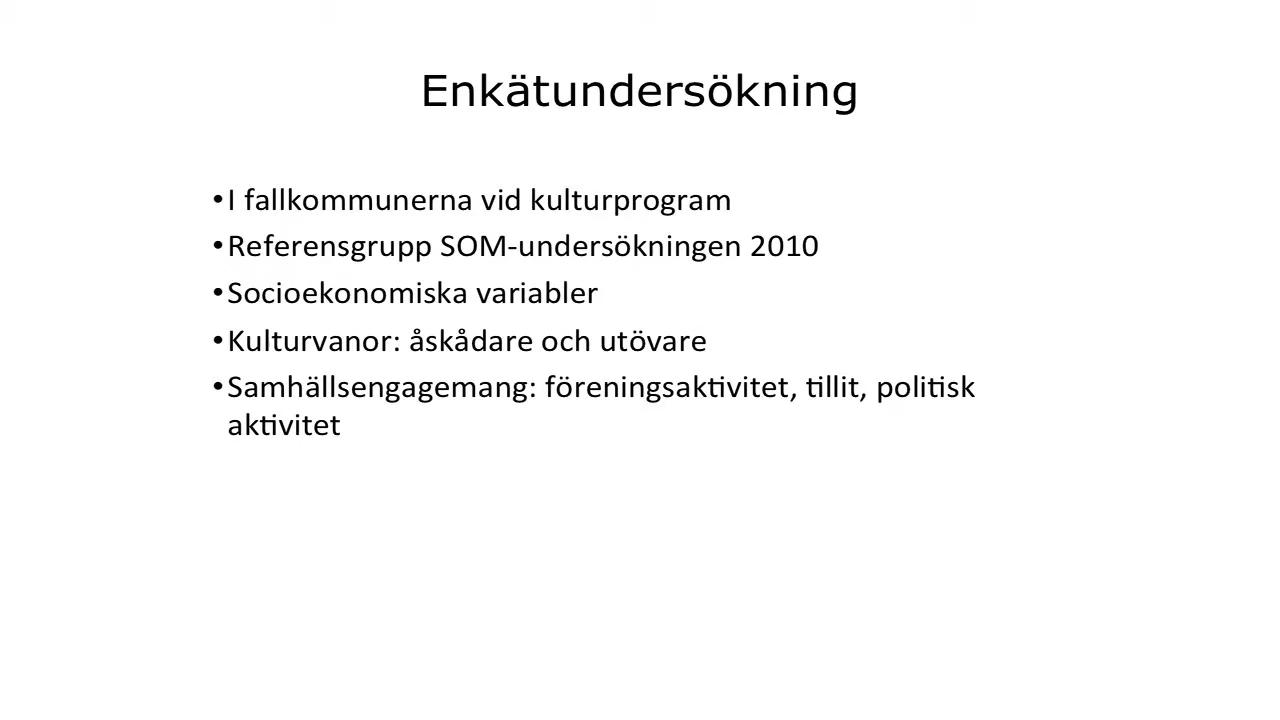 Enkätundersökning
•I fallkommunerna vid kulturprogram
•Referensgrupp SOM-undersökningen 2010
•Socioekonomiska variabler
•Kulturvanor: åskådare och utövare
•Samhällsengagemang: föreningsaktivitet, tillit, politisk
aktivitet